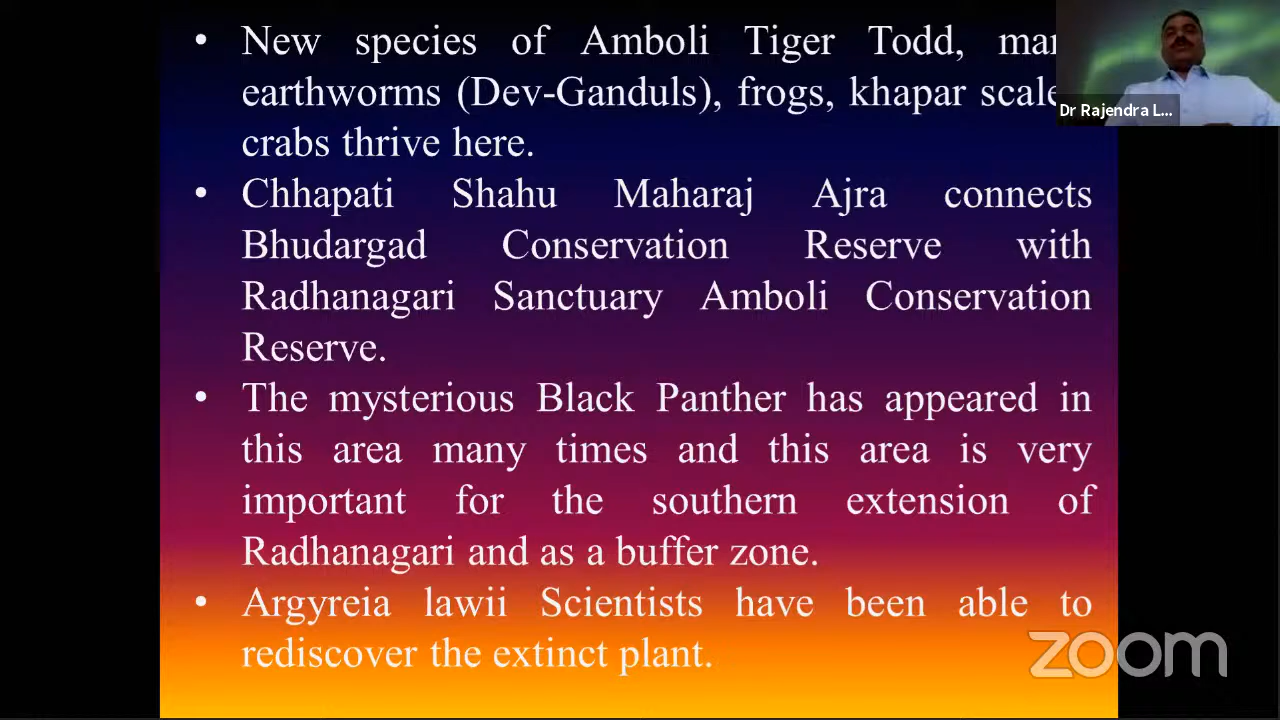 • New species of Amboli Tiger Todd,
earthworms (Dev-Ganduls), frogs, khapar
crabs thrive here.
• Chhapati Shahu Maharaj Ajra connects
Bhudargad Conservation Reserve with
Radhanagari Sanctuary Amboli Conservation
Reserve.
• The mysterious Black Panther has appeared in
this area many times and this area is very
important for the southern extension of
Radhanagari and as a buffer zone.
• Argyreia lawii Scientists have been able to
rediscover the extinct plant.
Dr Rajendra L...
zoom